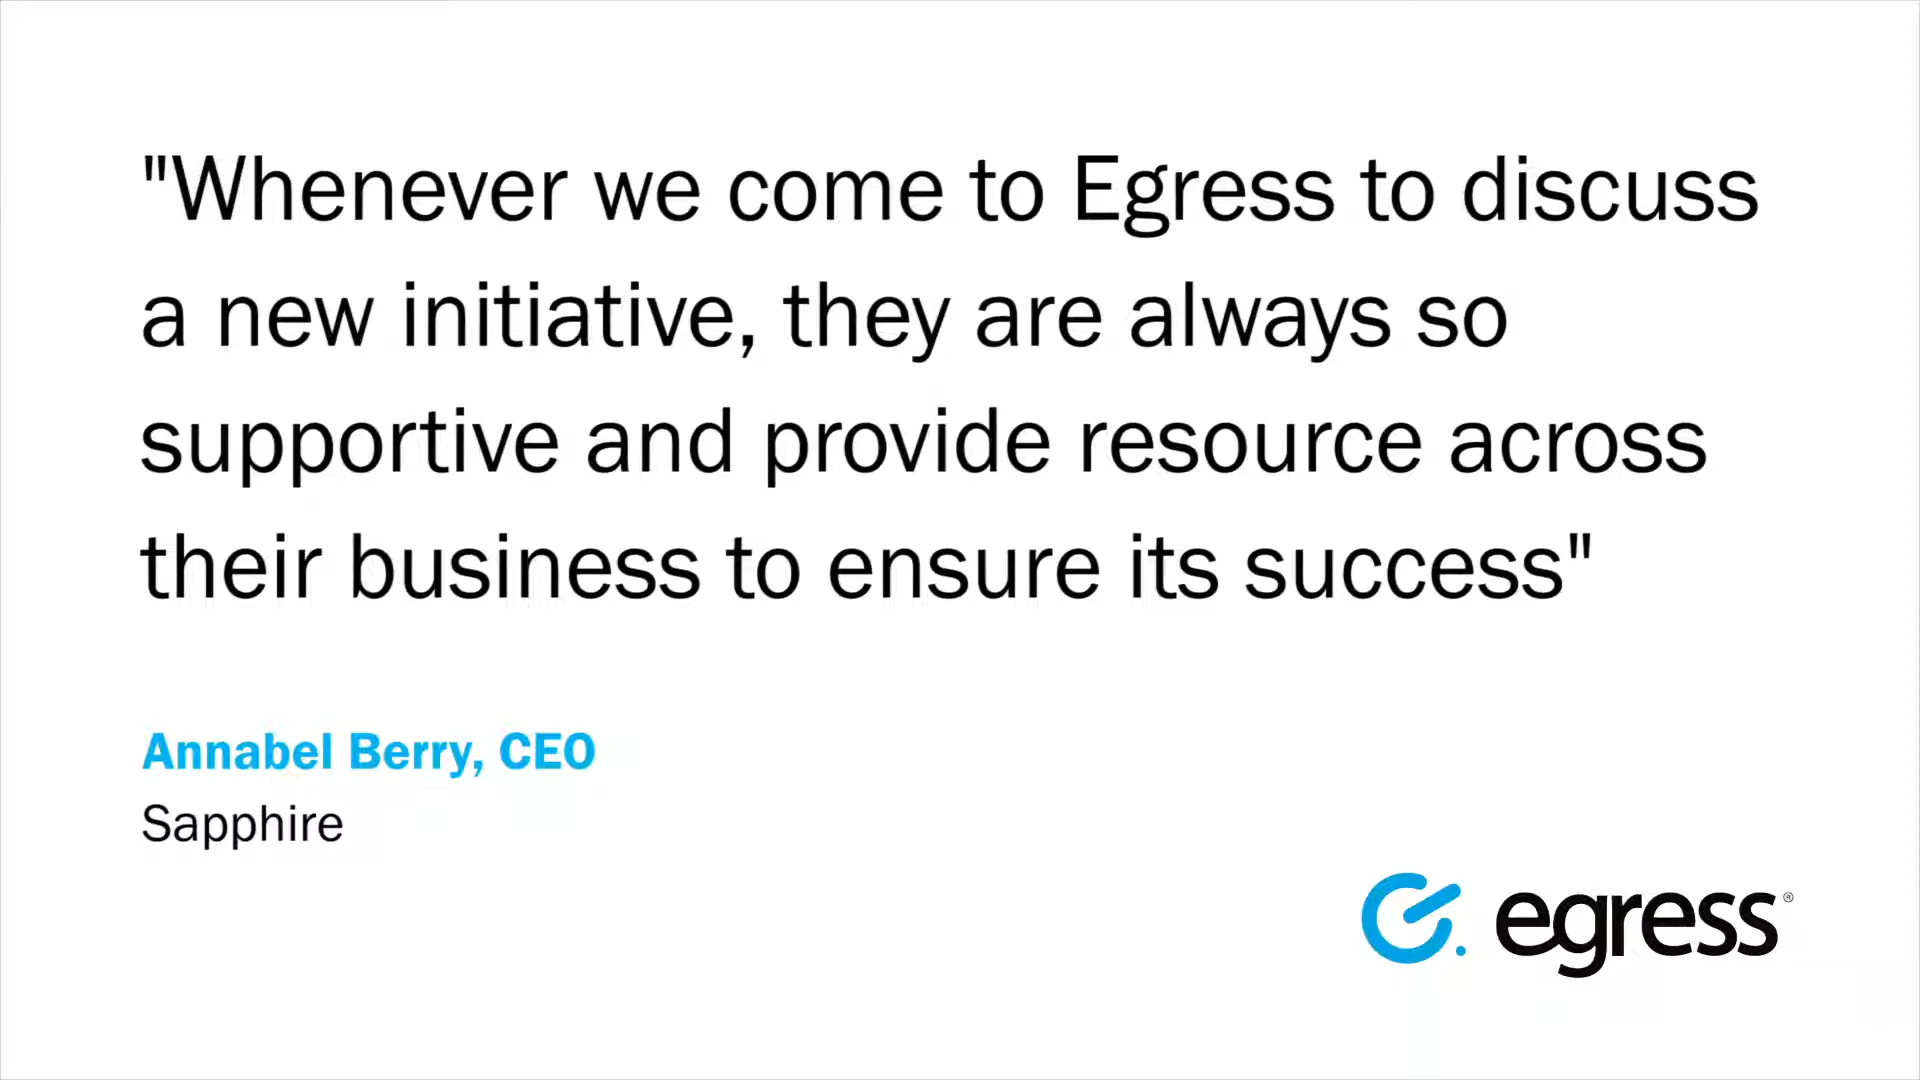 "Whenever we come to Egress to discuss
a new initiative, they are always so
supportive and provide resource across
their business to ensure its success"
Annabel Berry, CEO
Sapphire
egress®